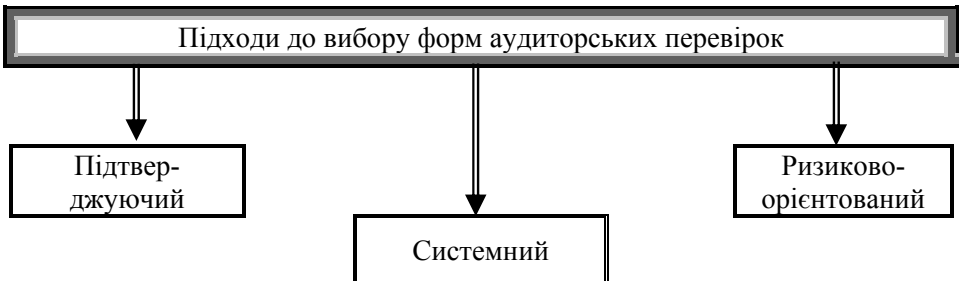 Підходи до вибору форм аудиторських перевірок
Підтвер-
джуючий
Системний
Ризиково-
орієнтований